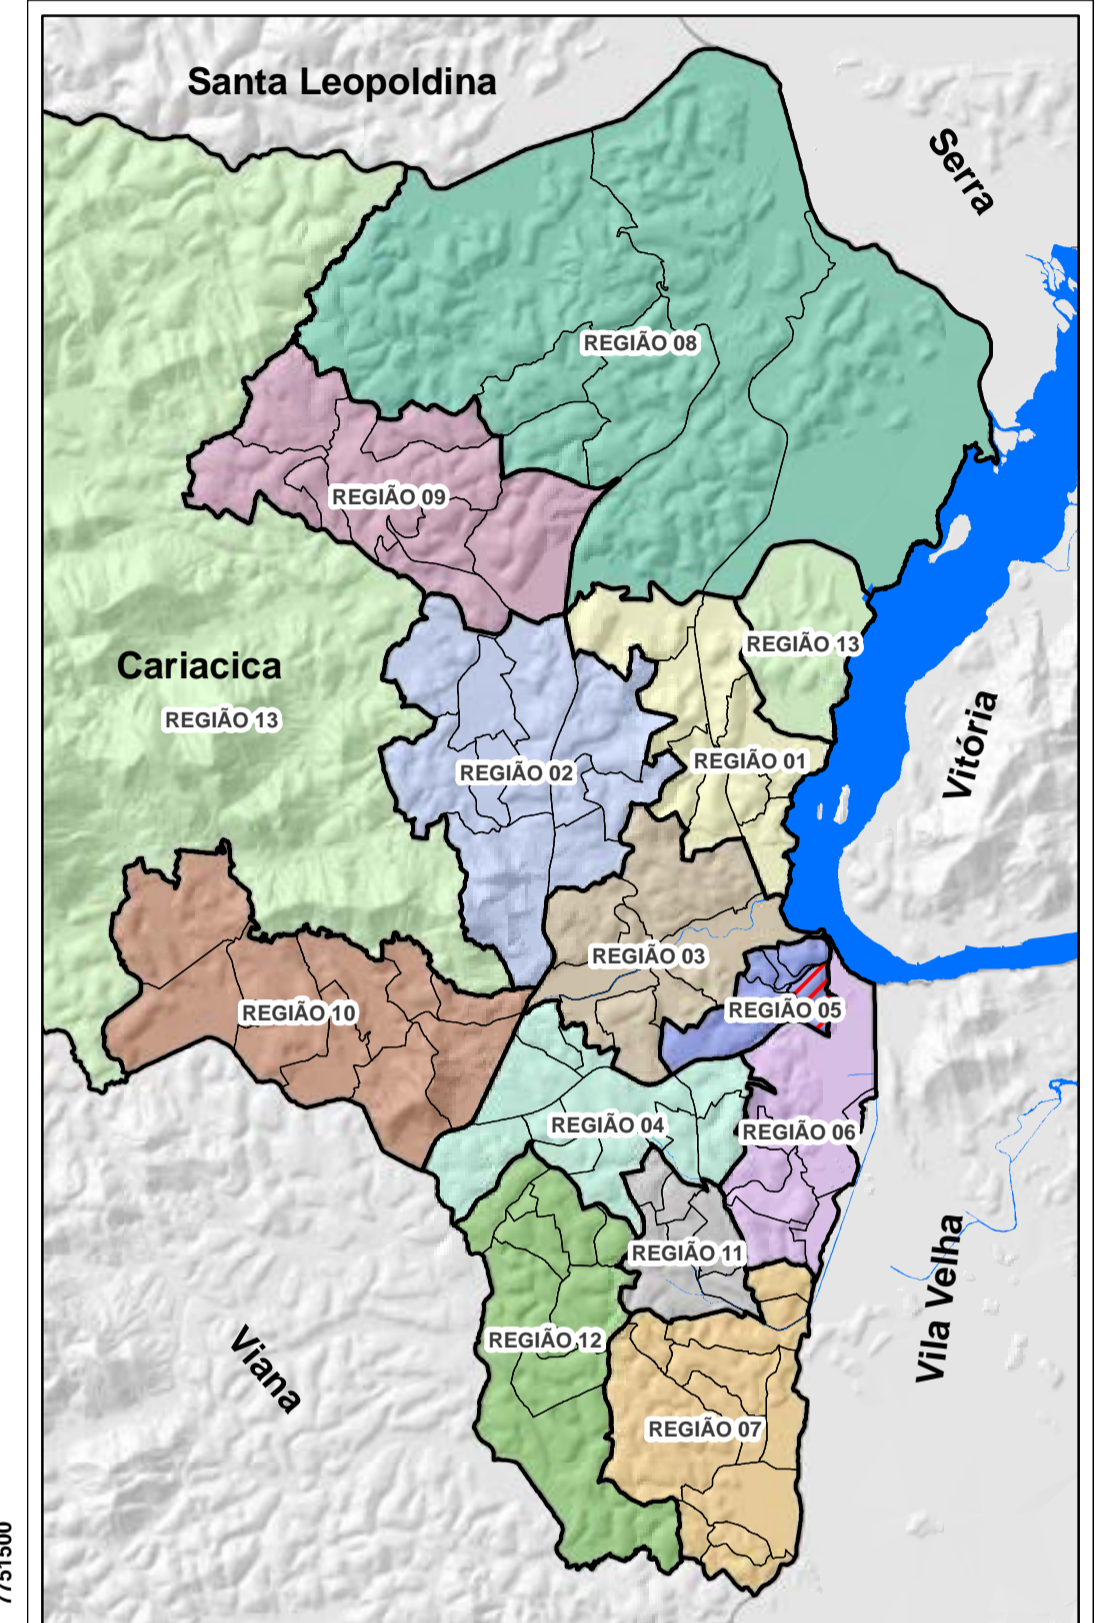 Santa Leopoldina
Serra
REGIÃO 08
REGIÃO 09
REGIÃO 13
Cariacica
REGIÃO 13
Vitória
REGIÃO 01
REGIÃO 02
REGIÃO 03
REGIÃO 05
REGIÃO 10
REGIÃO 04
REGIÃO 06
REGIÃO 11
Vila Velha
REGIÃO 12
Viana
REGIÃO 07
7751500